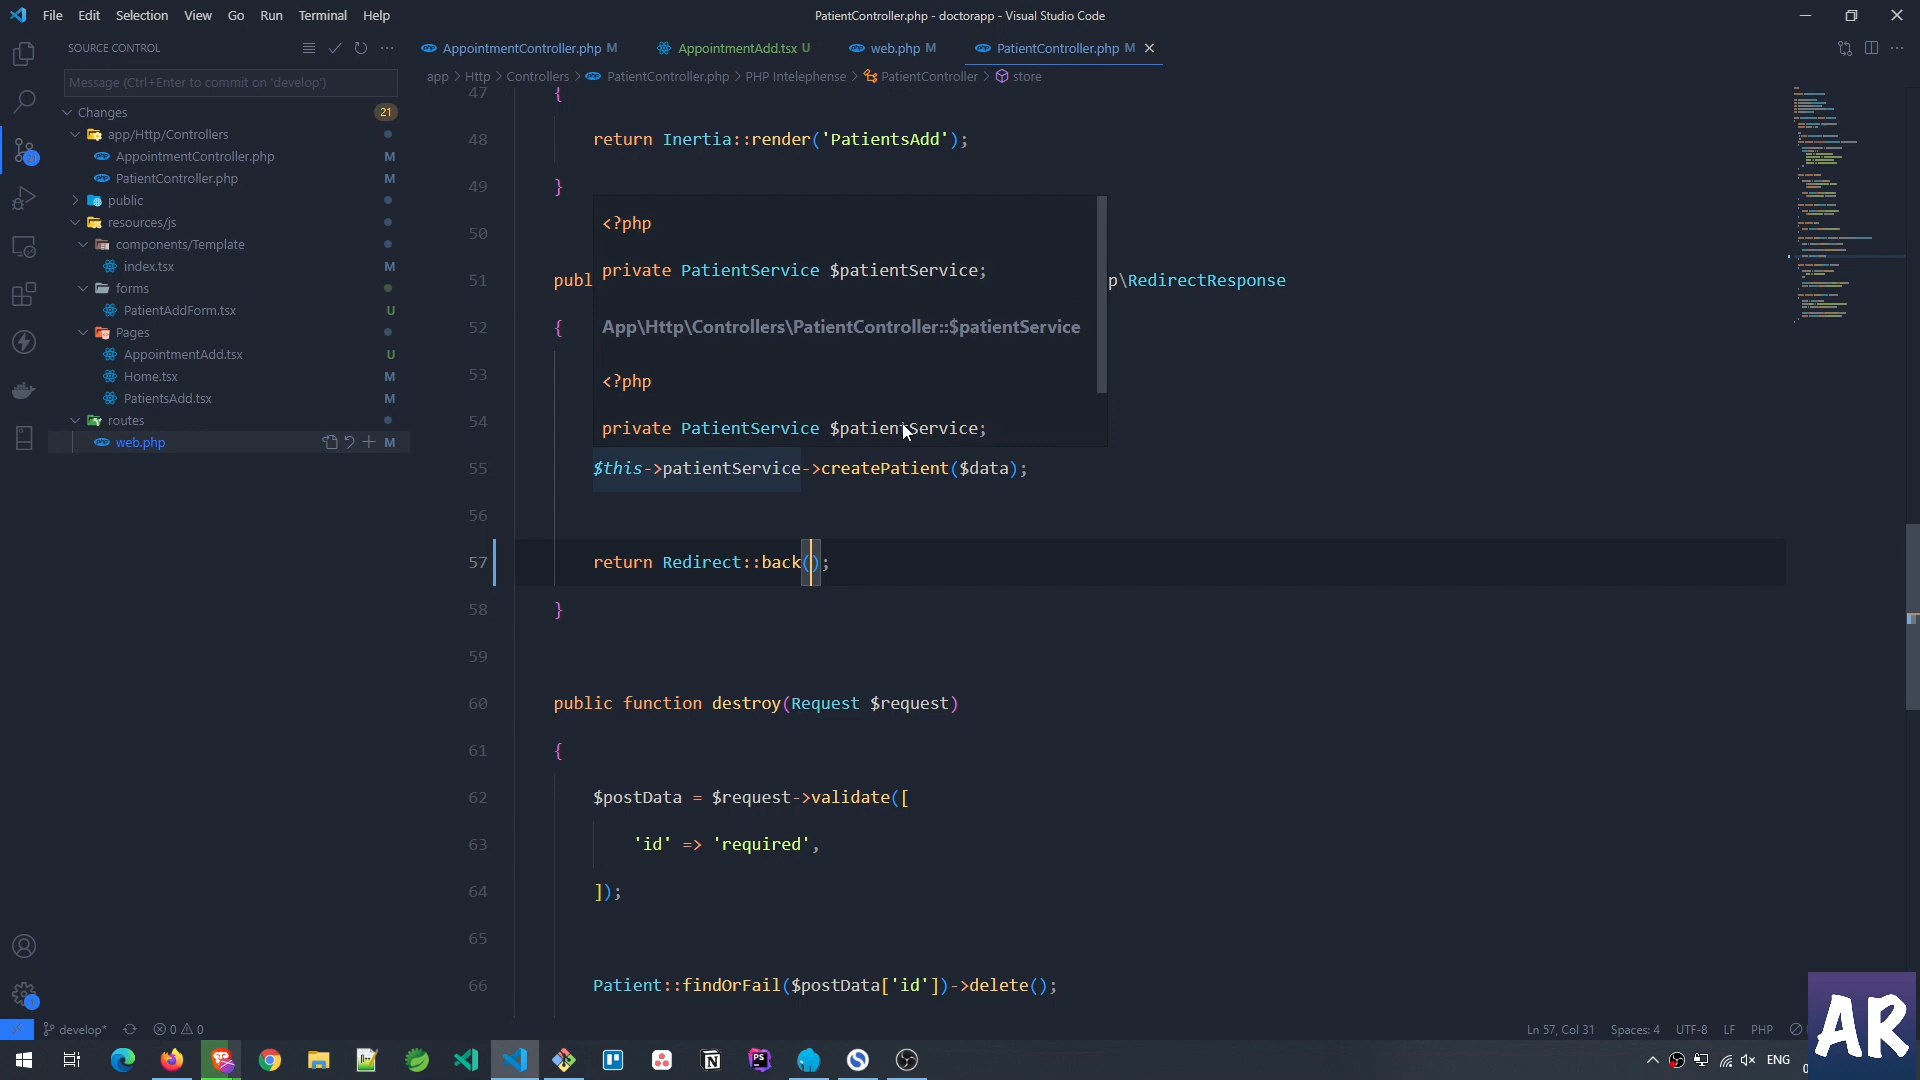 File Edit Selection View Go Run Terminal Help
PatientController.php - doctorapp - Visual Studio Code
SOURCE CONTROL
Message (Ctrl+Enter to commit on 'develop')
Changes 21
app/Http/Controllers
AppointmentController.php M
PatientController.php M
public
resources/js
components/Template
index.tsx M
forms
PatientAddForm.tsx U
Pages
AppointmentAdd.tsx U
Home.tsx M
PatientsAdd.tsx M
routes
web.php M
AppointmentController.php M AppointmentAdd.tsx U web.php M PatientController.php M
app > Http > Controllers > PatientController.php > PHP Intelephense > PatientController > store
47 {
48 return Inertia::render('PatientsAdd');
49 }
50
<?php
private PatientService $patientService;
51 publ p\RedirectResponse
App\Http\Controllers\PatientController::$patientService
52 {
53
<?php
54
private PatientService $patientService;
55 $this->patientService->createPatient($data);
56
57 return Redirect::back();
58 }
59
60 public function destroy(Request $request)
61 {
62 $postData = $request->validate([
63 'id' => 'required',
64 ]);
65
66 Patient::findOrFail($postData['id'])->delete();
develop* 0 0
Ln 57, Col 31 Spaces: 4 UTF-8 LF PHP
ENG
AR